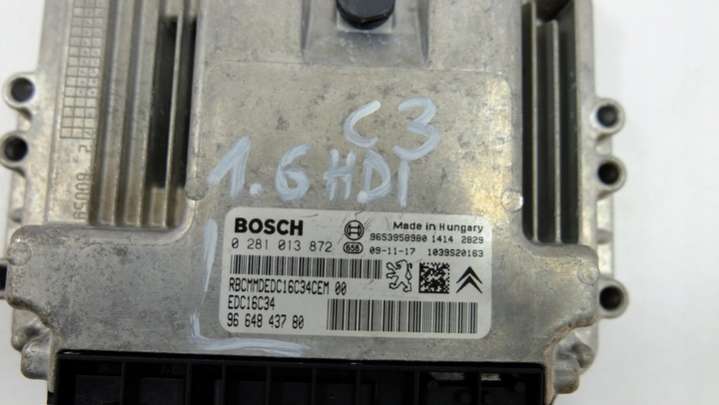 C3
1.6 HDI
BOSCH
Made in Hungary
0 281 013 872
9653958980 1414 2829
656
09-11-17 1039S20163
RBCMMDEDC16C34CEM 00
EDC16C34
96 648 437 80